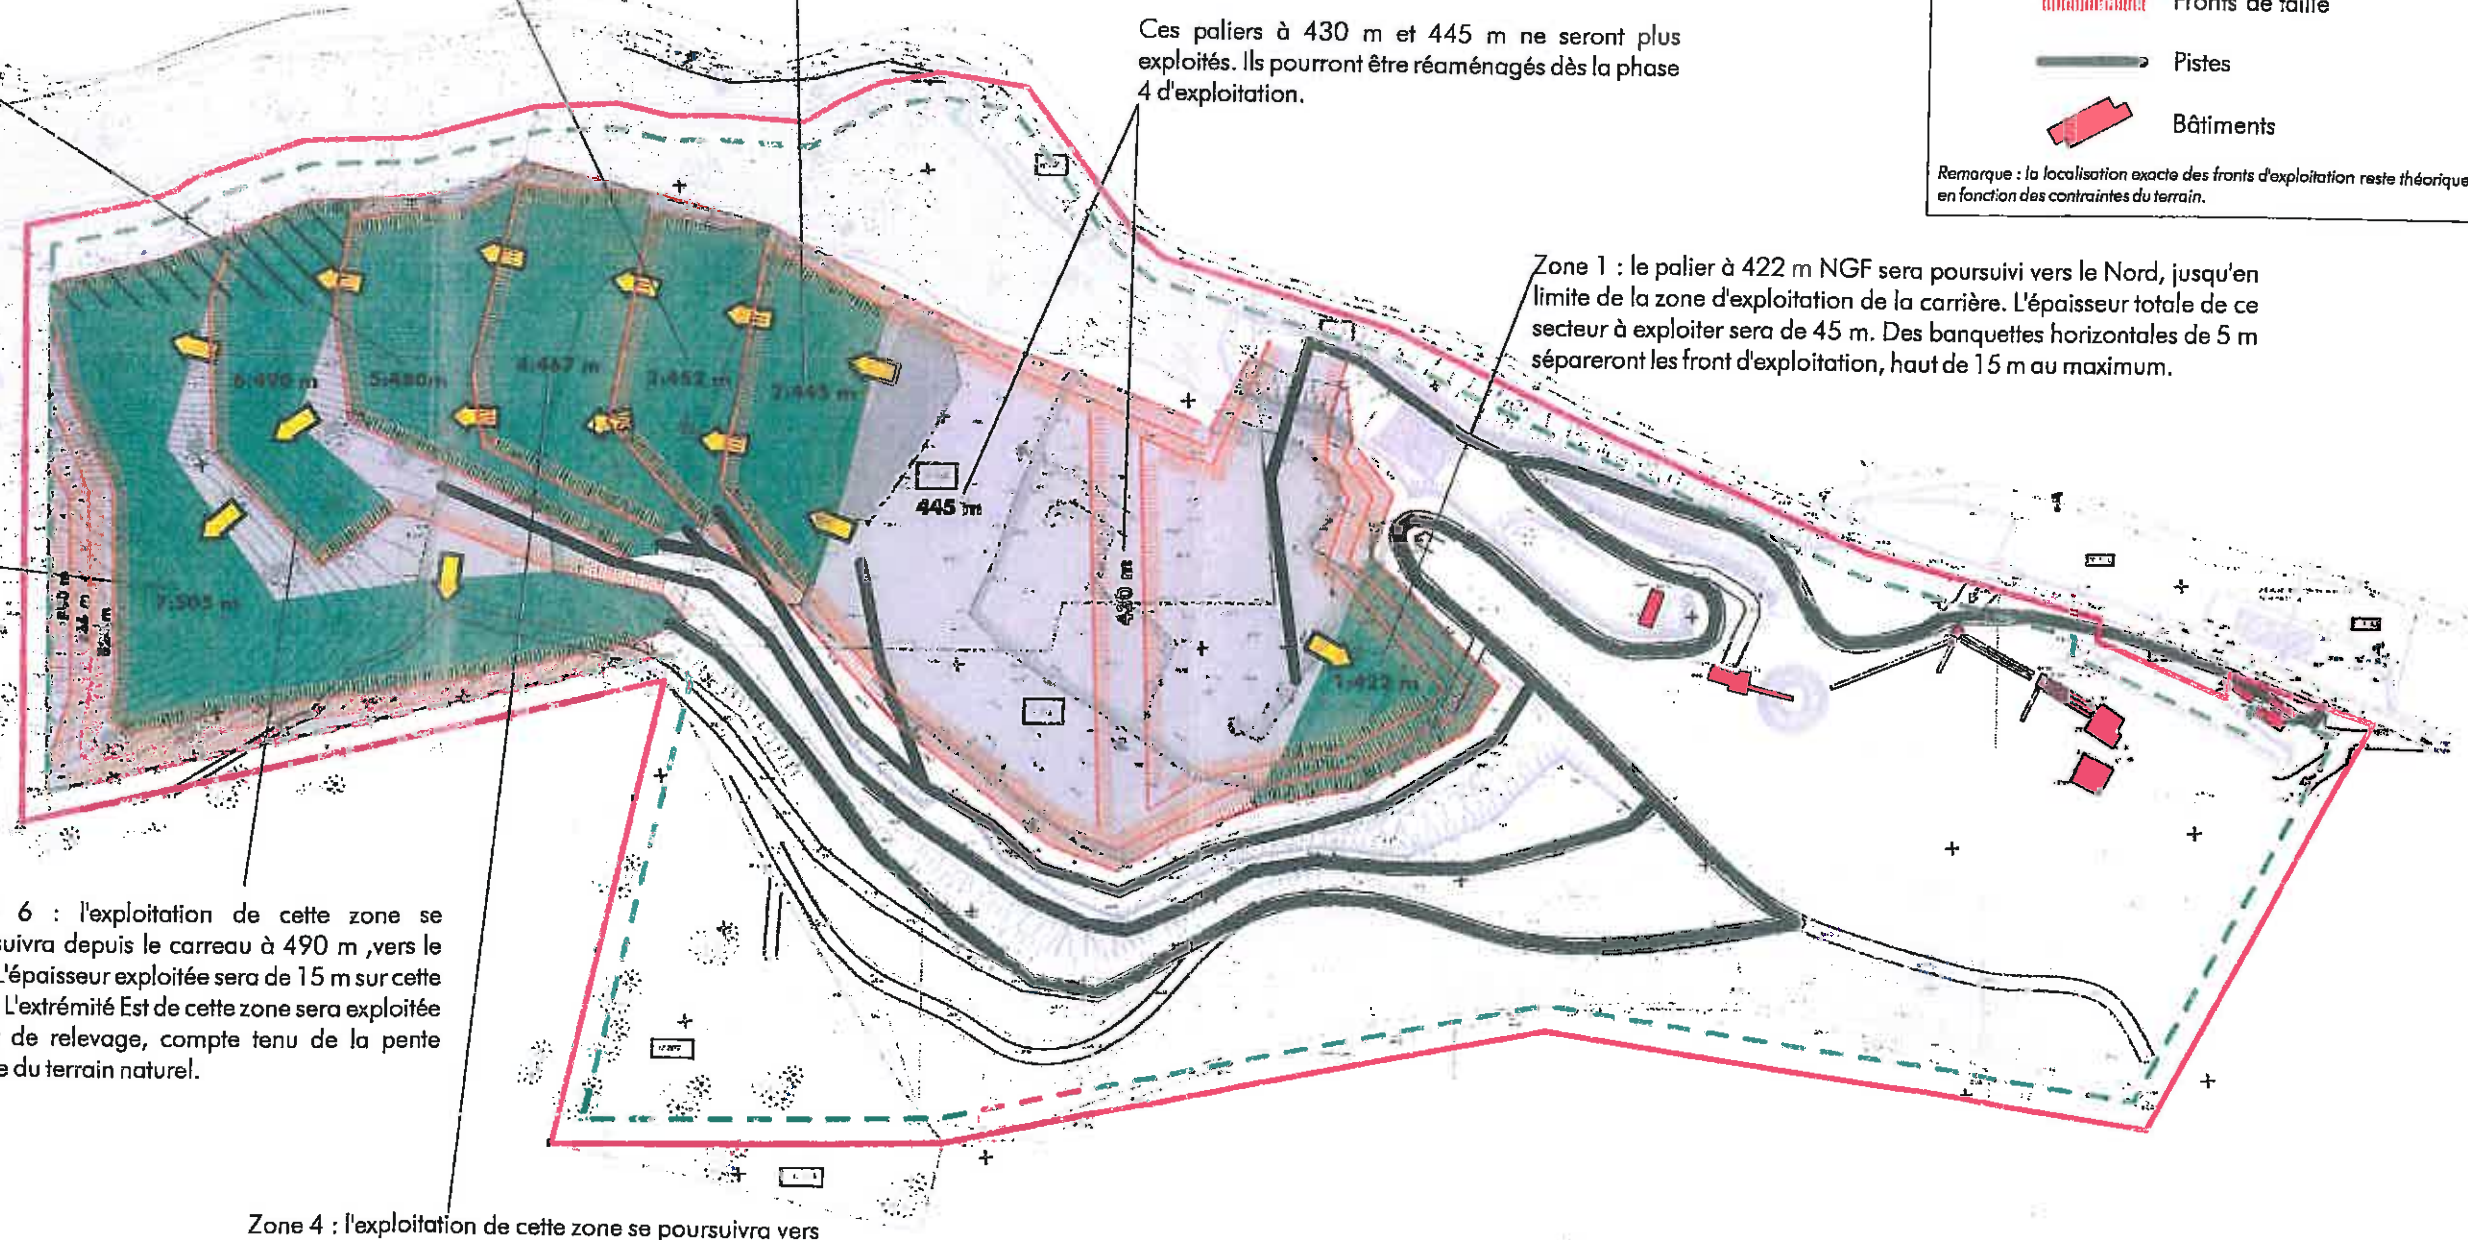 Fronts de taille
Pistes
Bâtiments
Remarque : la localisation exacte des fronts d'exploitation reste théorique
en fonction des contraintes du terrain.
Ces paliers à 430 m et 445 m ne seront plus
exploités. Ils pourront être réaménagés dès la phase
4 d'exploitation.
Zone 1 : le palier à 422 m NGF sera poursuivi vers le Nord, jusqu'en
limite de la zone d'exploitation de la carrière. L'épaisseur totale de ce
secteur à exploiter sera de 45 m. Des banquettes horizontales de 5 m
sépareront les front d'exploitation, haut de 15 m au maximum.
6:490 m
5:480m
4:467 m
3:452 m
2:445 m
445 m
430 m
7:505 m
1:422 m
6 : l'exploitation de cette zone se
suivra depuis le carreau à 490 m ,vers le
L'épaisseur exploitée sera de 15 m sur cette
L'extrémité Est de cette zone sera exploitée
de relevage, compte tenu de la pente
e du terrain naturel.
Zone 4 : l'exploitation de cette zone se poursuivra vers